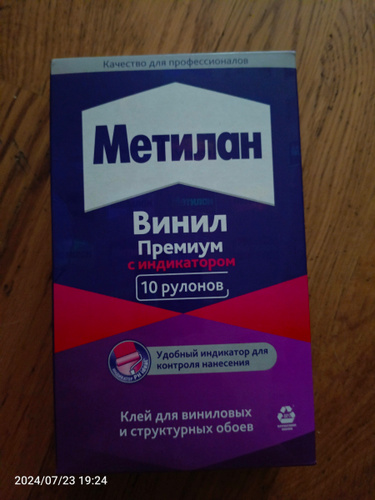 Качество для профессионалов
Метилан
Винил
Премиум
с индикатором
10 рулонов
Удобный индикатор для
контроля нанесения
Клей для виниловых
и структурных обоев
2024/07/23 19:24